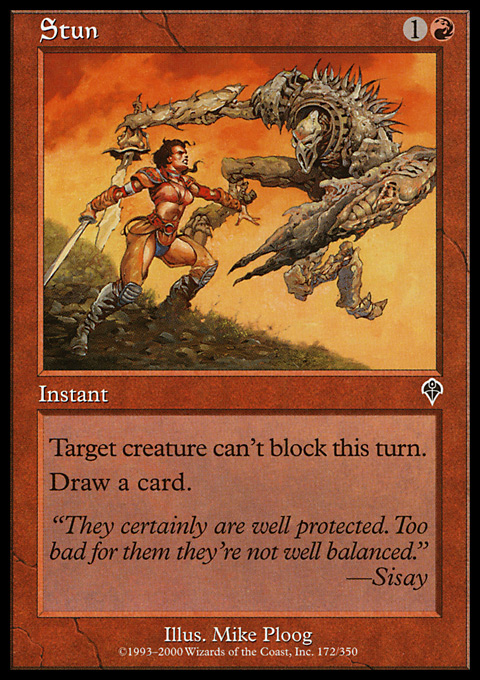 Stun 1
Instant
Target creature can't block this turn.
Draw a card.
“They certainly are well protected. Too
bad for them they're not well balanced.”
—Sisay
Illus. Mike Ploog
©1993–2000 Wizards of the Coast, Inc. 172/350